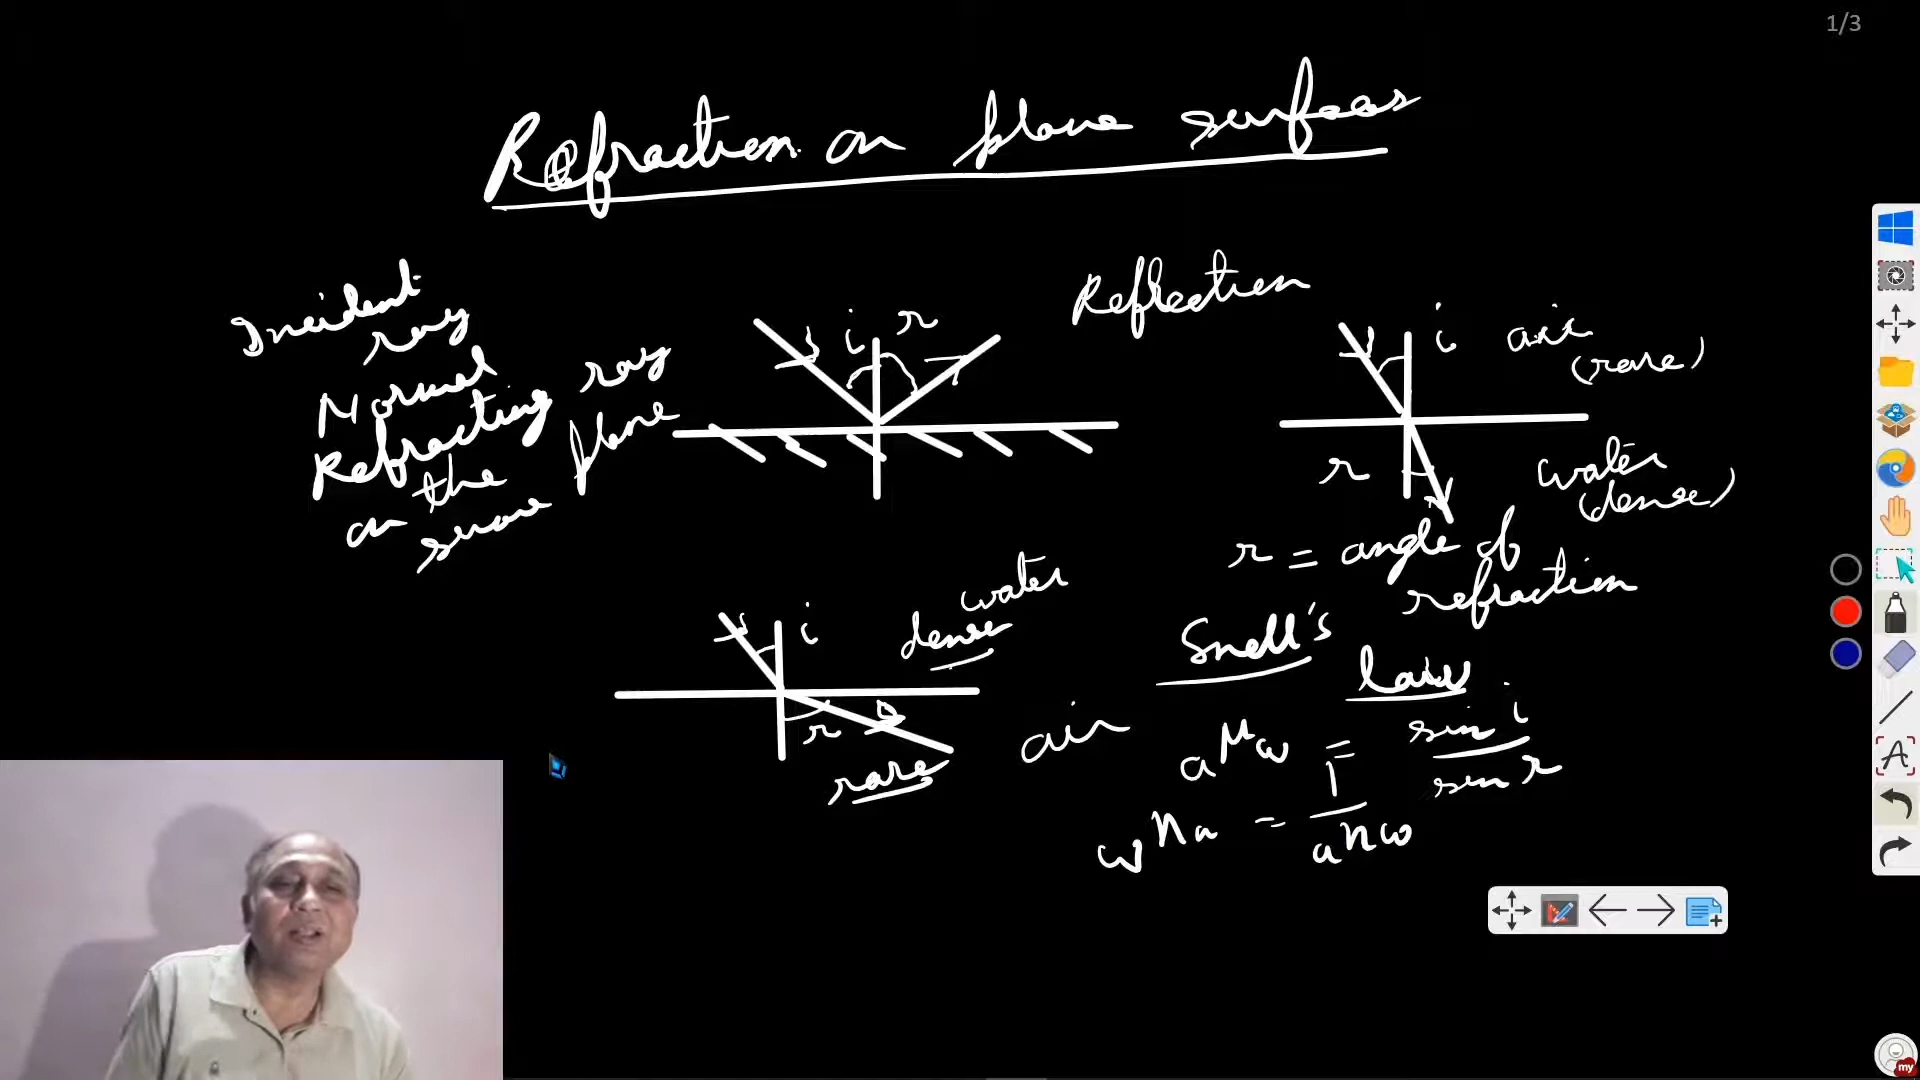 1/3
Refraction on plane surfaces
Incident
ray
Normal
Refracting ray
on the plane
same
i r
Reflection
i air
(rare)
r water
(dense)
r = angle of
refraction
i water
dense
r air
rare
Snell's
law
aμw = sin i
sin r
wna = 1
anw
A
my